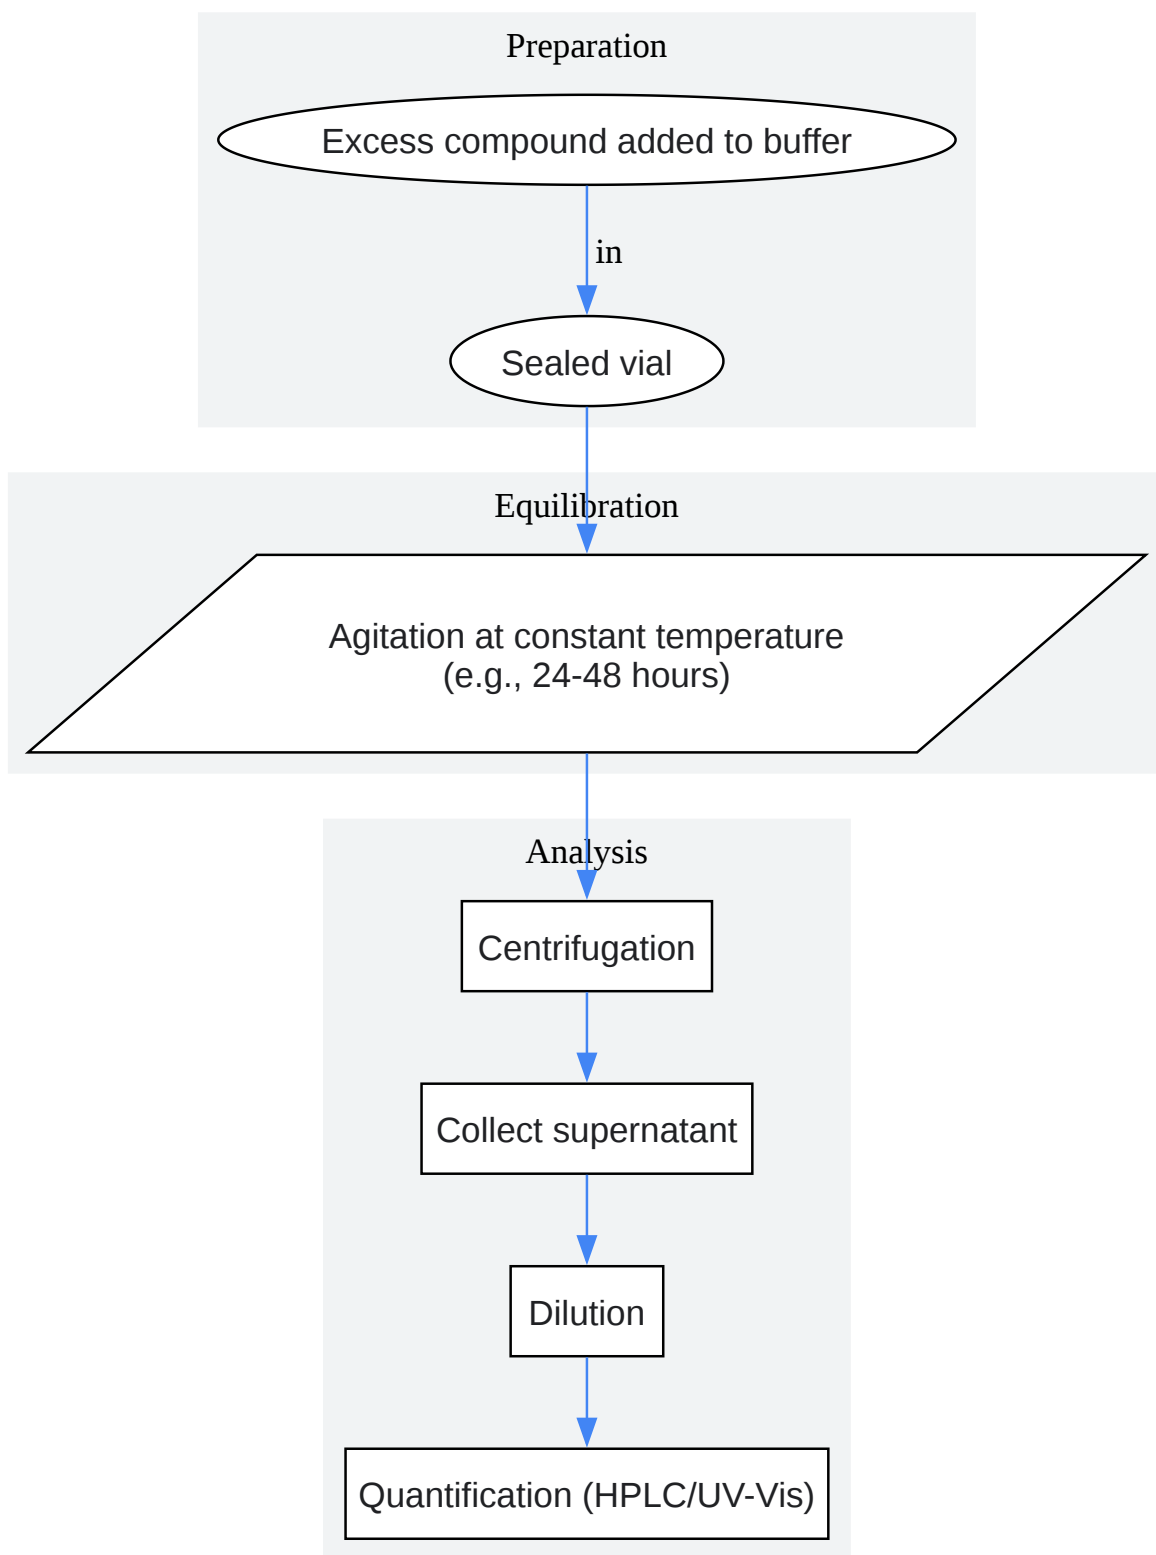 Preparation
Excess compound added to buffer
in
Sealed vial
Equilibration
Agitation at constant temperature
(e.g., 24-48 hours)
Analysis
Centrifugation
Collect supernatant
Dilution
Quantification (HPLC/UV-Vis)